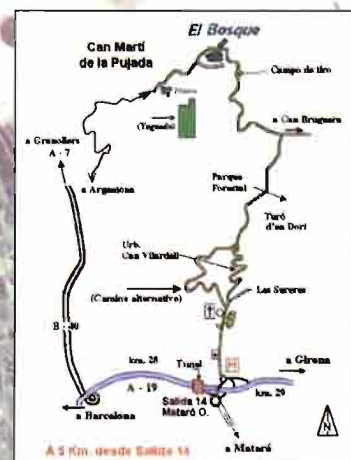 El Bosque
Can Martí
de la Pujada
Campo de tiro
(Yeguada)
a Can Bruguera
a Granollers
A - 7
a Argentona
Parque
Forestal
Turó
d'en Dori
Urb.
Can Vilardell
(Camino alternativo)
Las Sureres
B - 40
km. 28
Tunel
a Girona
A - 19
km. 29
Salida 14
Mataró O.
a Barcelona
N
a Mataró
A 5 Km. desde Salida 14